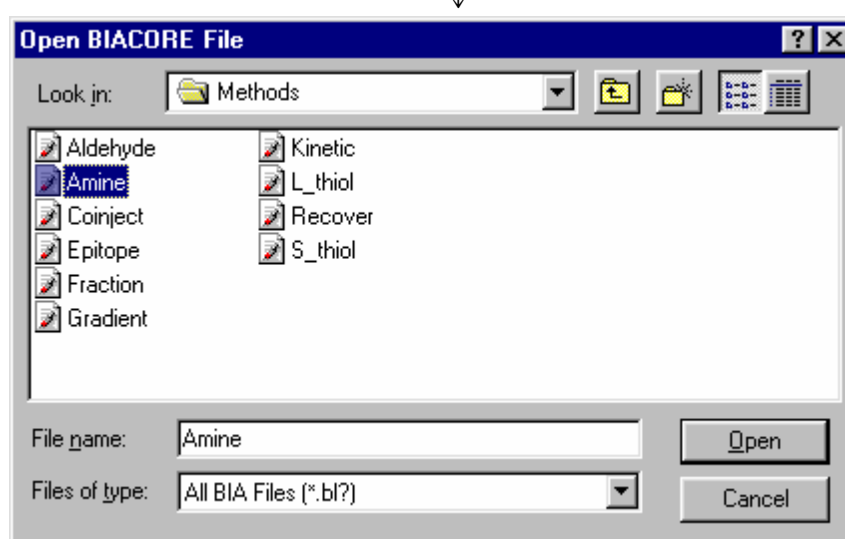 Open BIACORE File
Look in: Methods
Aldehyde
Amine
Coinject
Epitope
Fraction
Gradient
Kinetic
L_thiol
Recover
S_thiol
File name: Amine
Open
Files of type: All BIA Files (*.bl?)
Cancel